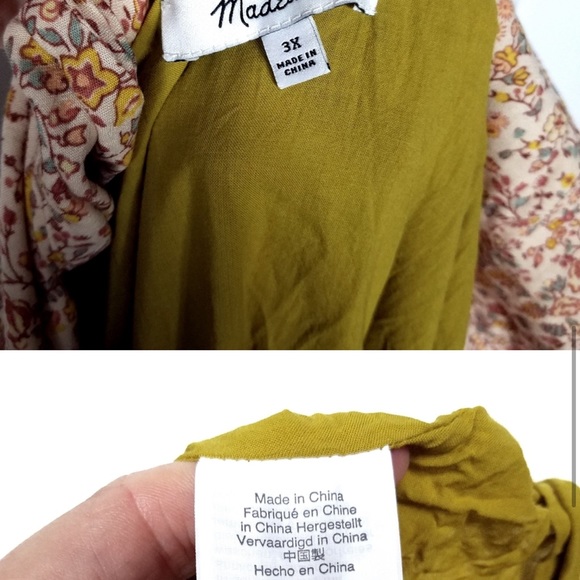 3X
MADE IN
CHINA
Made in China
Fabriqué en Chine
in China Hergestellt
Vervaardigd in China
中国製
Hecho en China